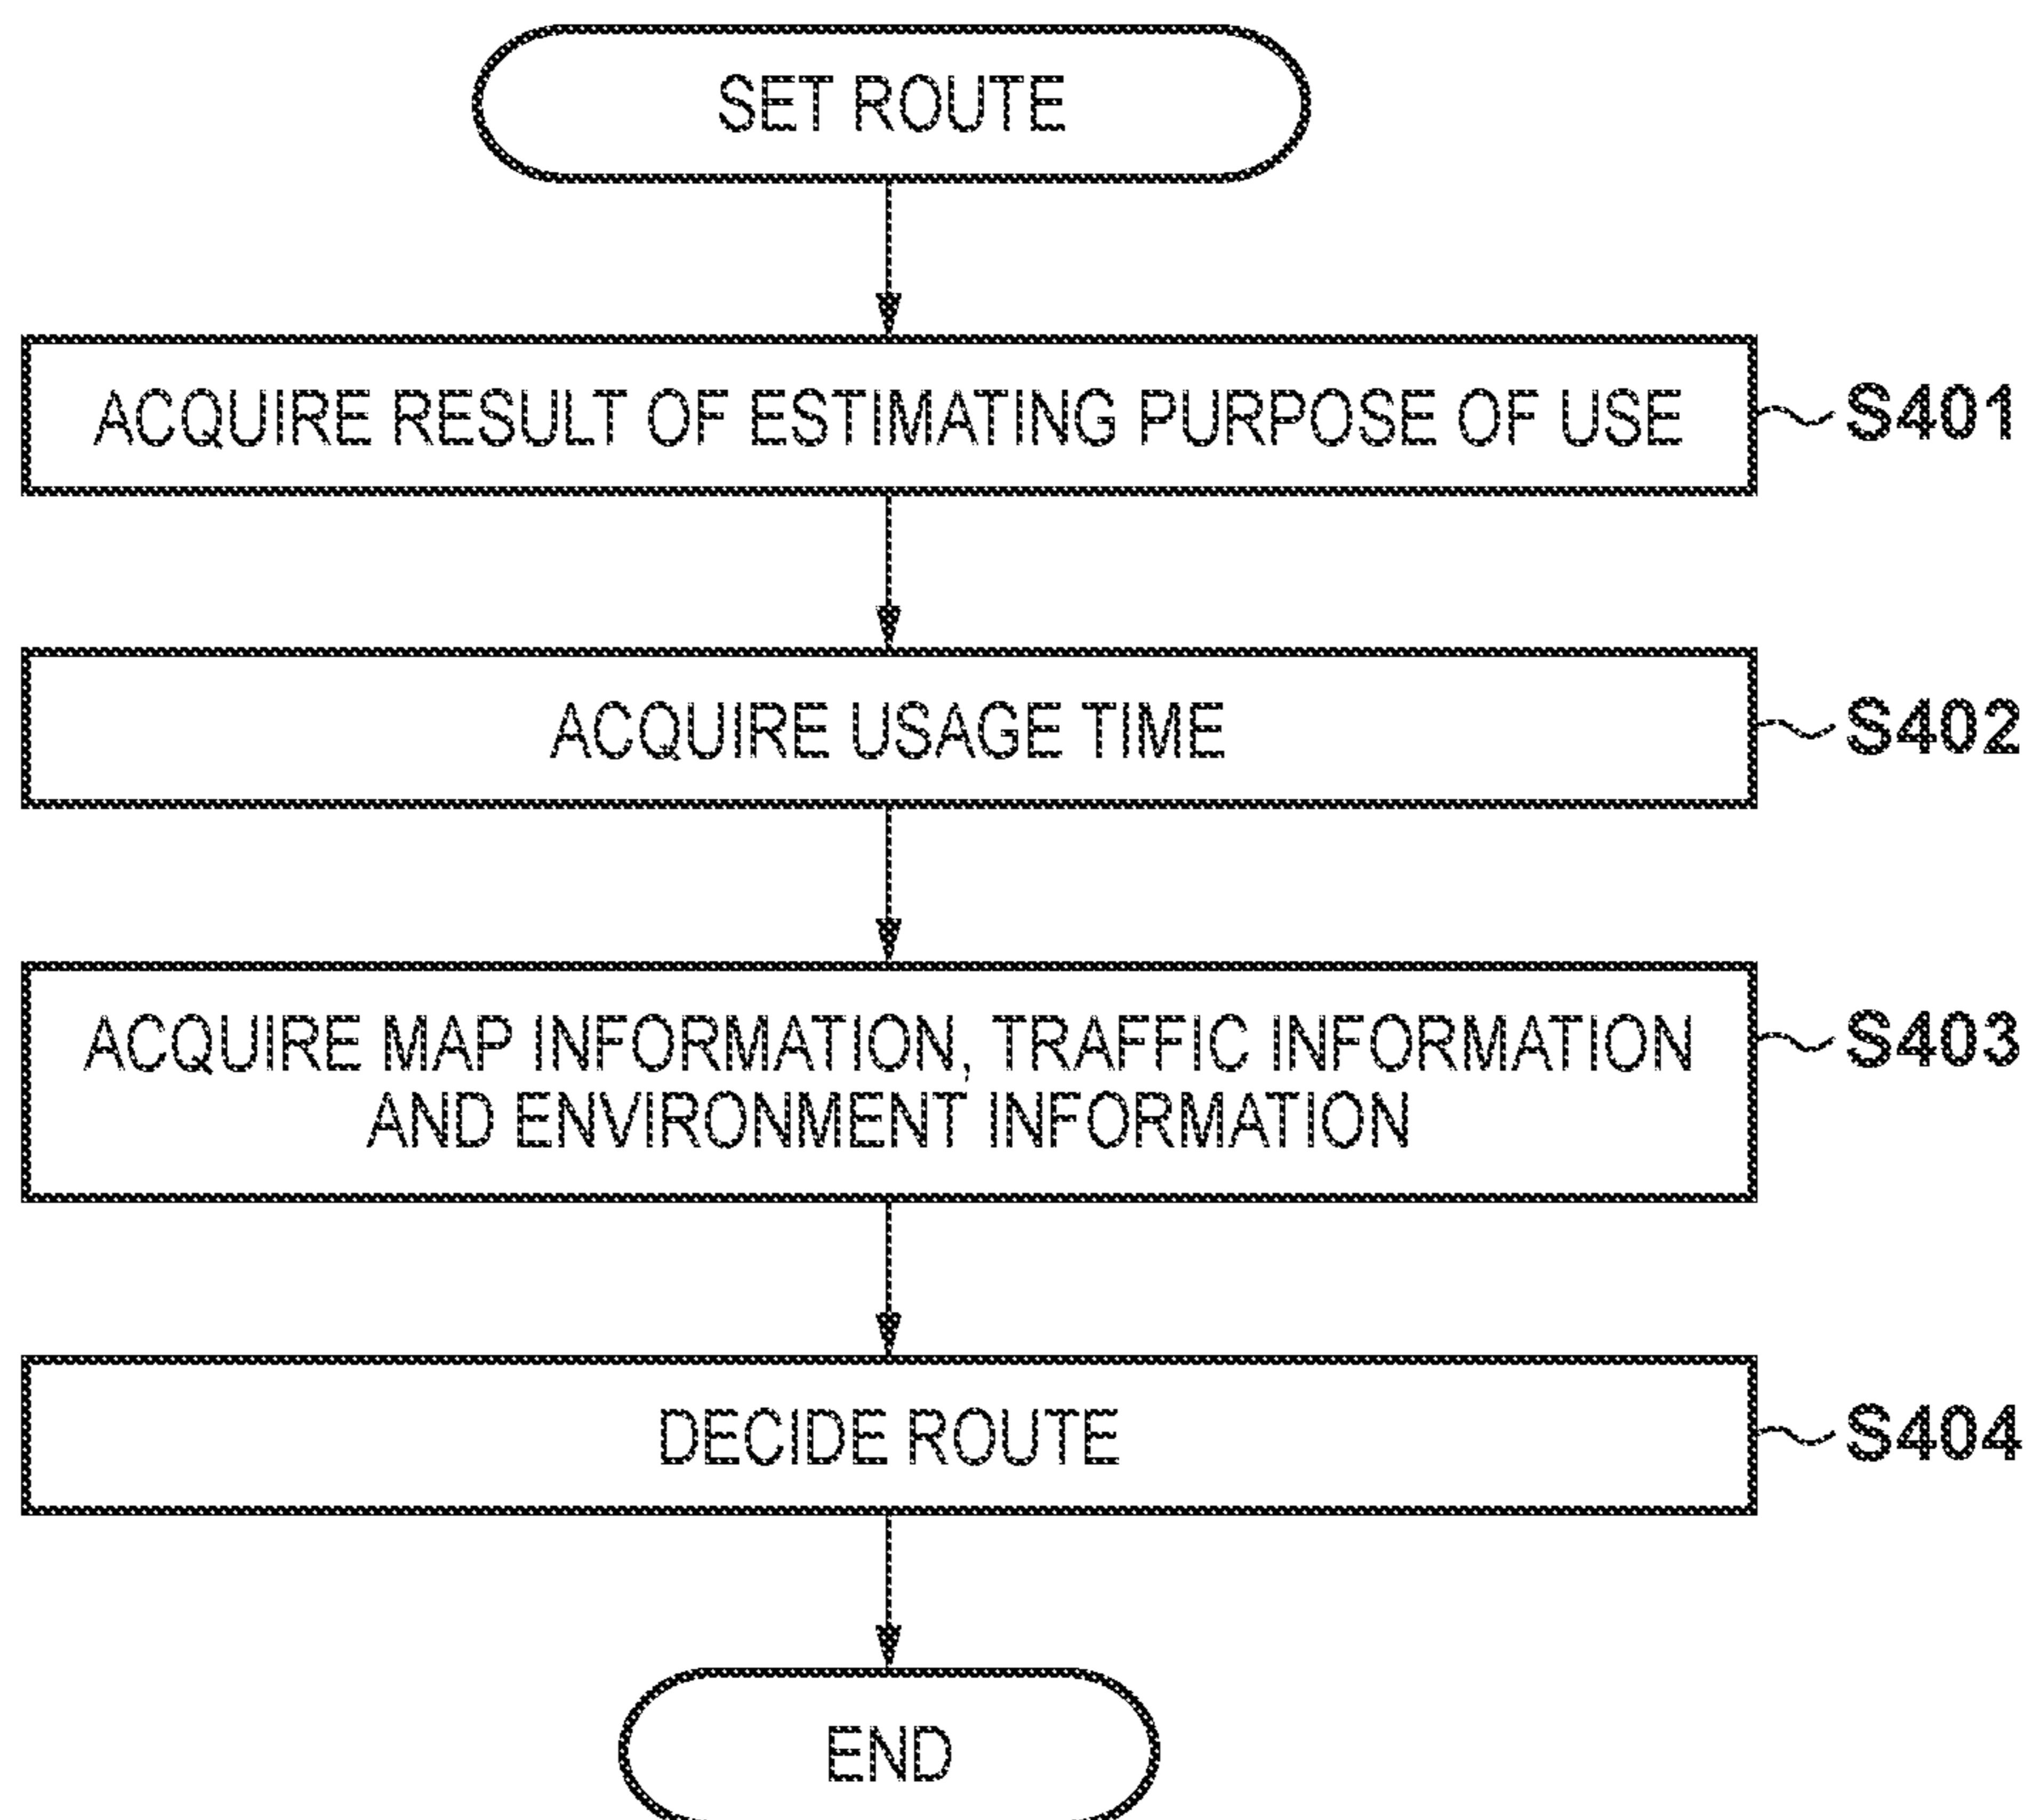 SET ROUTE
ACQUIRE RESULT OF ESTIMATING PURPOSE OF USE
S401
ACQUIRE USAGE TIME
S402
ACQUIRE MAP INFORMATION, TRAFFIC INFORMATION
AND ENVIRONMENT INFORMATION
S403
DECIDE ROUTE
S404
END